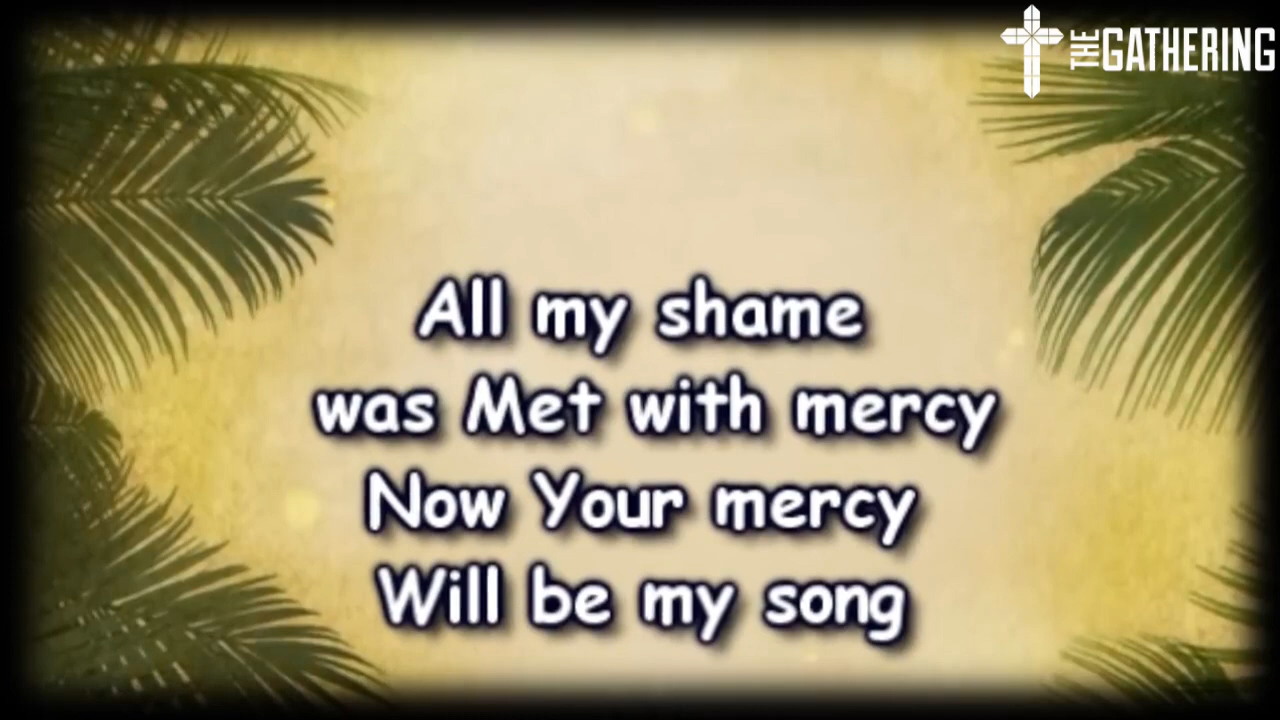 THE GATHERING
All my shame
was Met with mercy
Now Your mercy
Will be my song